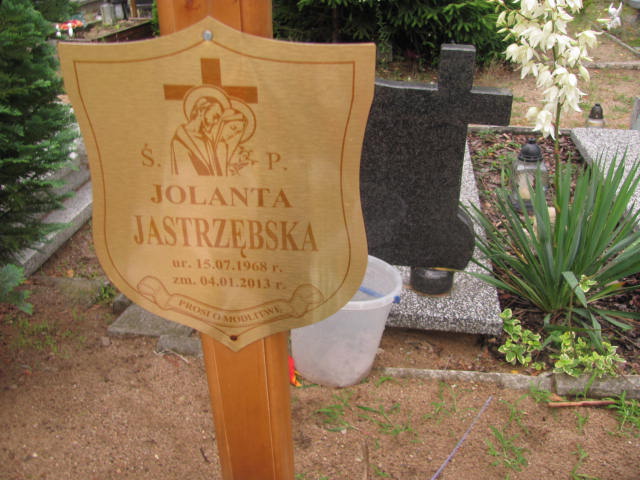 Ś. P.
JOLANTA
JASTRZĘBSKA
ur. 15.07.1968 r.
zm. 04.01.2013 r.
PROSI O MODLITWĘ